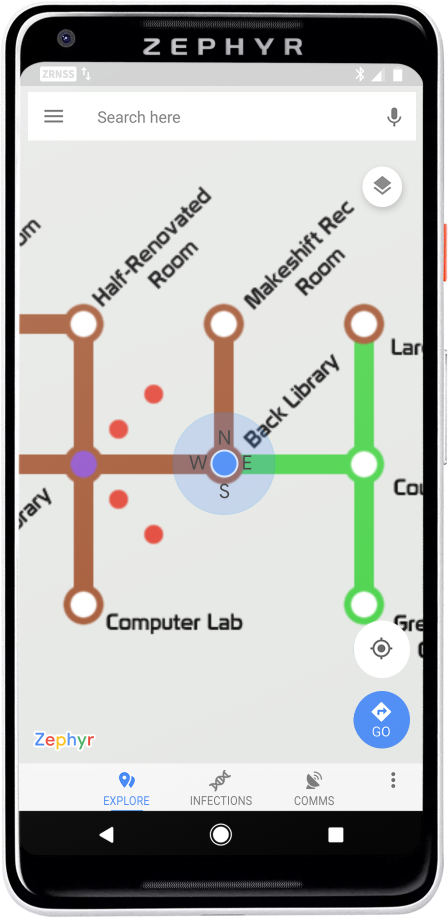 ZEPHYR
ZRNSS
Search here
om
Half-Renovated
Room
Makeshift Rec
Room
Lar
Back Library
N
W E
S
Cou
brary
Computer Lab
Gre
Zephyr
GO
EXPLORE INFECTIONS COMMS